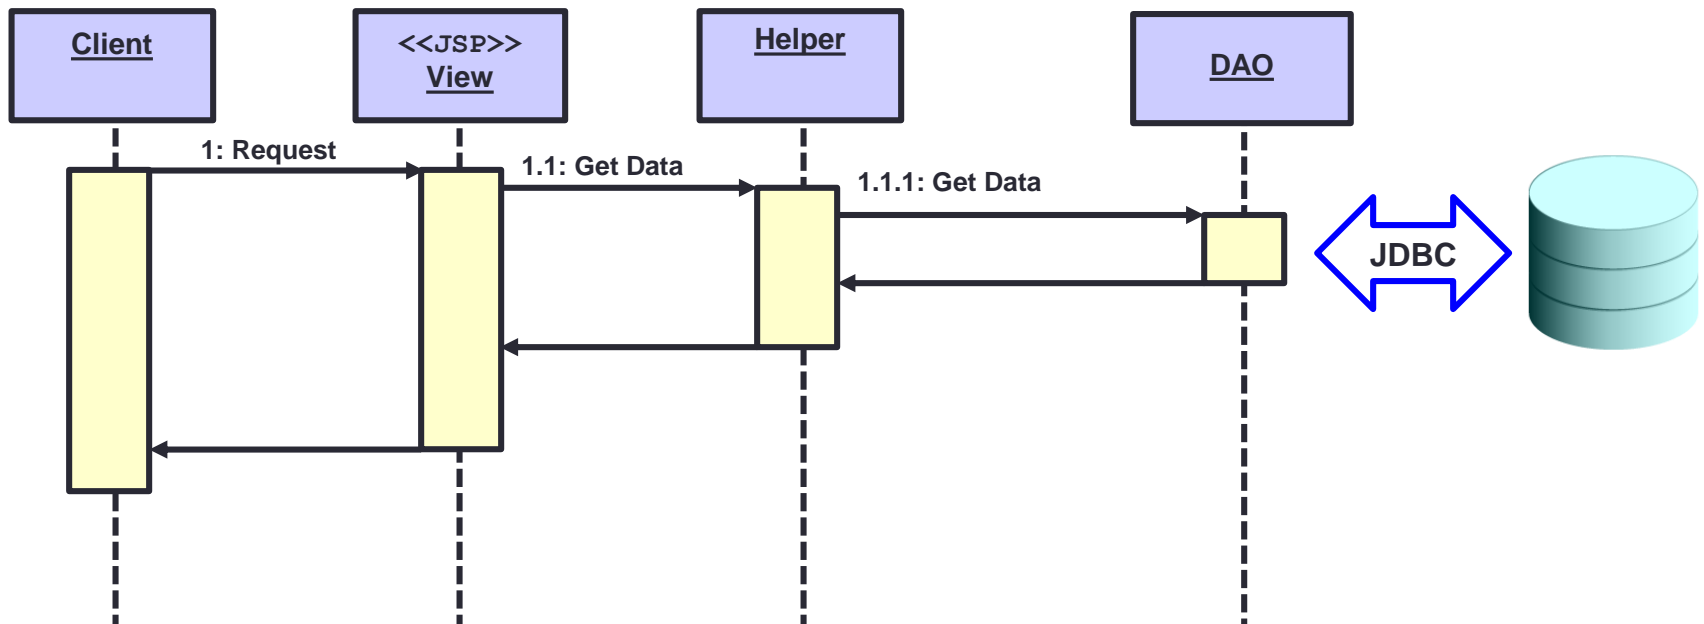 Client
<<JSP>>
View
Helper
DAO
1: Request
1.1: Get Data
1.1.1: Get Data
JDBC